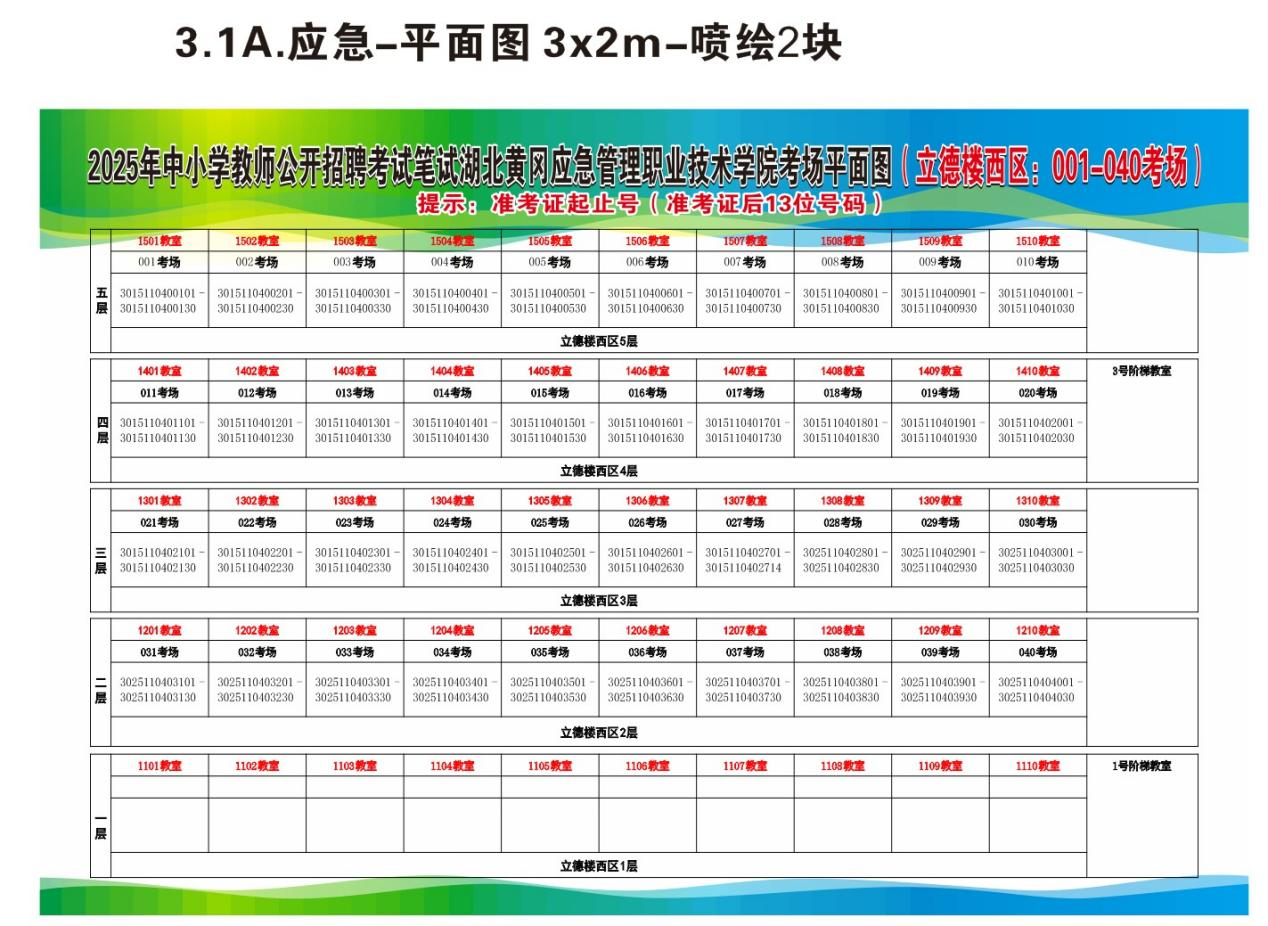 3.1A.应急-平面图 3x2m-喷绘2块
2025年中小学教师公开招聘考试笔试湖北黄冈应急管理职业技术学院考场平面图（立德楼西区：001-040考场）
提示：准考证起止号（准考证后13位号码）
五层
1501教室 1502教室 1503教室 1504教室 1505教室 1506教室 1507教室 1508教室 1509教室 1510教室
001考场 002考场 003考场 004考场 005考场 006考场 007考场 008考场 009考场 010考场
3015110400101- 3015110400201- 3015110400301- 3015110400401- 3015110400501- 3015110400601- 3015110400701- 3015110400801- 3015110400901- 3015110401001-
3015110400130 3015110400230 3015110400330 3015110400430 3015110400530 3015110400630 3015110400730 3015110400830 3015110400930 3015110401030
立德楼西区5层
四层
1401教室 1402教室 1403教室 1404教室 1405教室 1406教室 1407教室 1408教室 1409教室 1410教室 3号阶梯教室
011考场 012考场 013考场 014考场 015考场 016考场 017考场 018考场 019考场 020考场
3015110401101- 3015110401201- 3015110401301- 3015110401401- 3015110401501- 3015110401601- 3015110401701- 3015110401801- 3015110401901- 3015110402001-
3015110401130 3015110401230 3015110401330 3015110401430 3015110401530 3015110401630 3015110401730 3015110401830 3015110401930 3015110402030
立德楼西区4层
三层
1301教室 1302教室 1303教室 1304教室 1305教室 1306教室 1307教室 1308教室 1309教室 1310教室
021考场 022考场 023考场 024考场 025考场 026考场 027考场 028考场 029考场 030考场
3015110402101- 3015110402201- 3015110402301- 3015110402401- 3015110402501- 3015110402601- 3015110402701- 3025110402801- 3025110402901- 3025110403001-
3015110402130 3015110402230 3015110402330 3015110402430 3015110402530 3015110402630 3015110402714 3025110402830 3025110402930 3025110403030
立德楼西区3层
二层
1201教室 1202教室 1203教室 1204教室 1205教室 1206教室 1207教室 1208教室 1209教室 1210教室
031考场 032考场 033考场 034考场 035考场 036考场 037考场 038考场 039考场 040考场
3025110403101- 3025110403201- 3025110403301- 3025110403401- 3025110403501- 3025110403601- 3025110403701- 3025110403801- 3025110403901- 3025110404001-
3025110403130 3025110403230 3025110403330 3025110403430 3025110403530 3025110403630 3025110403730 3025110403830 3025110403930 3025110404030
立德楼西区2层
一层
1101教室 1102教室 1103教室 1104教室 1105教室 1106教室 1107教室 1108教室 1109教室 1110教室 1号阶梯教室
立德楼西区1层